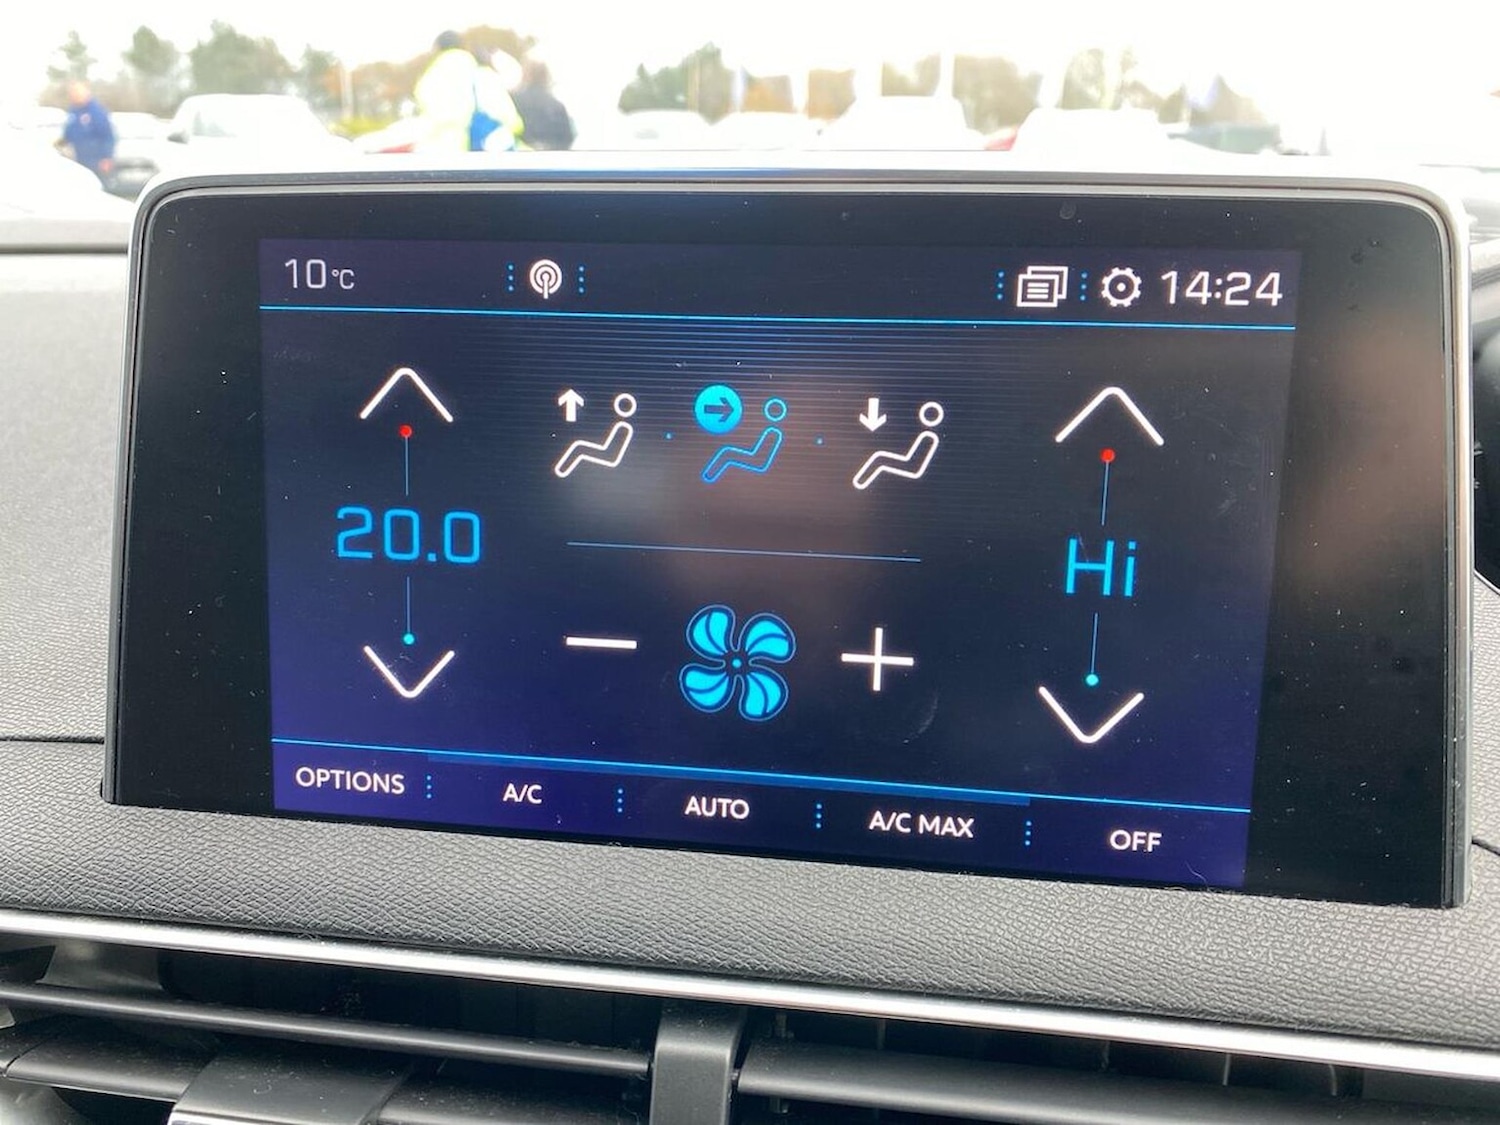 10°C
14:24
20.0
Hi
OPTIONS
A/C
AUTO
A/C MAX
OFF